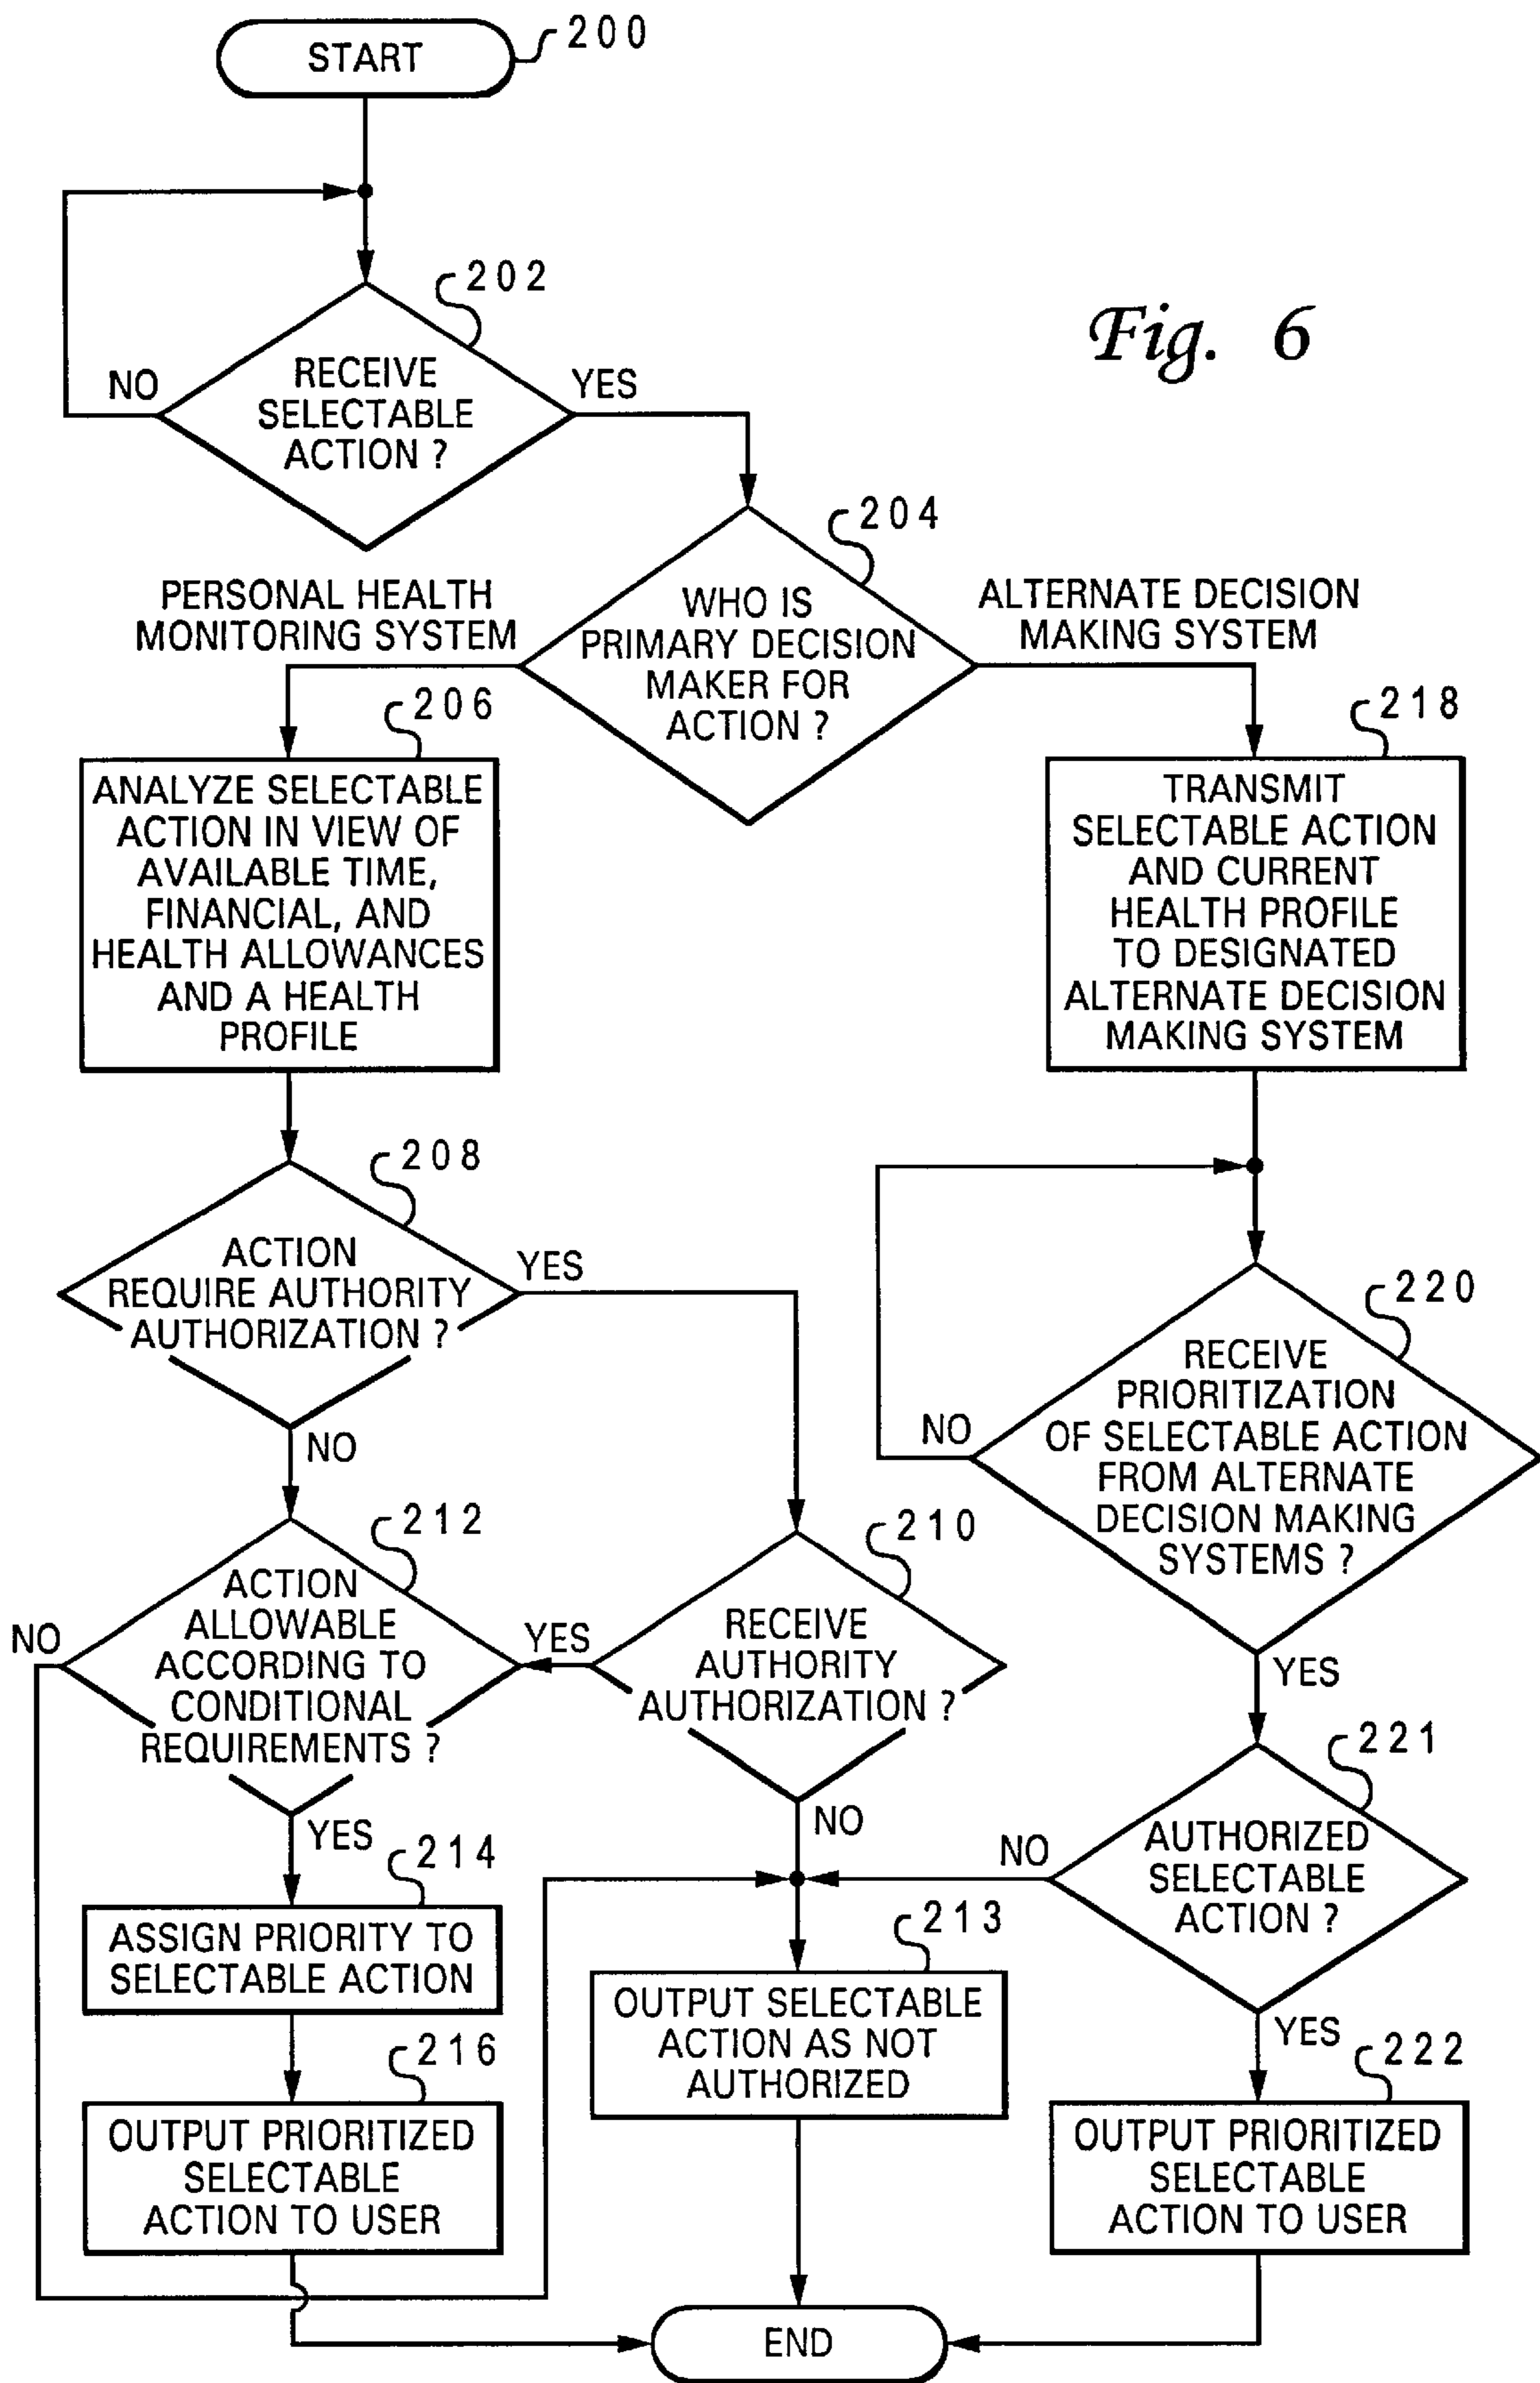 START
200
202
Fig. 6
RECEIVE
SELECTABLE
ACTION ?
NO
YES
204
WHO IS
PRIMARY DECISION
MAKER FOR
ACTION ?
PERSONAL HEALTH
MONITORING SYSTEM
ALTERNATE DECISION
MAKING SYSTEM
206
ANALYZE SELECTABLE
ACTION IN VIEW OF
AVAILABLE TIME,
FINANCIAL, AND
HEALTH ALLOWANCES
AND A HEALTH
PROFILE
218
TRANSMIT
SELECTABLE ACTION
AND CURRENT
HEALTH PROFILE
TO DESIGNATED
ALTERNATE DECISION
MAKING SYSTEM
208
ACTION
REQUIRE AUTHORITY
AUTHORIZATION ?
YES
NO
220
RECEIVE
PRIORITIZATION
OF SELECTABLE ACTION
FROM ALTERNATE
DECISION MAKING
SYSTEMS ?
NO
YES
212
ACTION
ALLOWABLE
ACCORDING TO
CONDITIONAL
REQUIREMENTS ?
NO
YES
210
RECEIVE
AUTHORITY
AUTHORIZATION ?
YES
NO
221
AUTHORIZED
SELECTABLE
ACTION ?
NO
YES
214
ASSIGN PRIORITY TO
SELECTABLE ACTION
213
OUTPUT SELECTABLE
ACTION AS NOT
AUTHORIZED
216
OUTPUT PRIORITIZED
SELECTABLE
ACTION TO USER
222
OUTPUT PRIORITIZED
SELECTABLE
ACTION TO USER
END